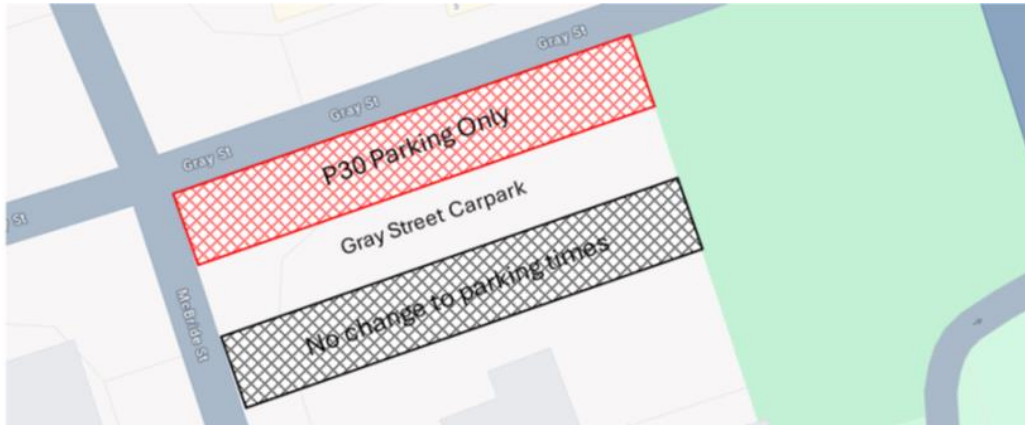 3
Gray St
Gray St
Gray St
P30 Parking Only
Gray Street Carpark
No change to parking times
McBride St
St